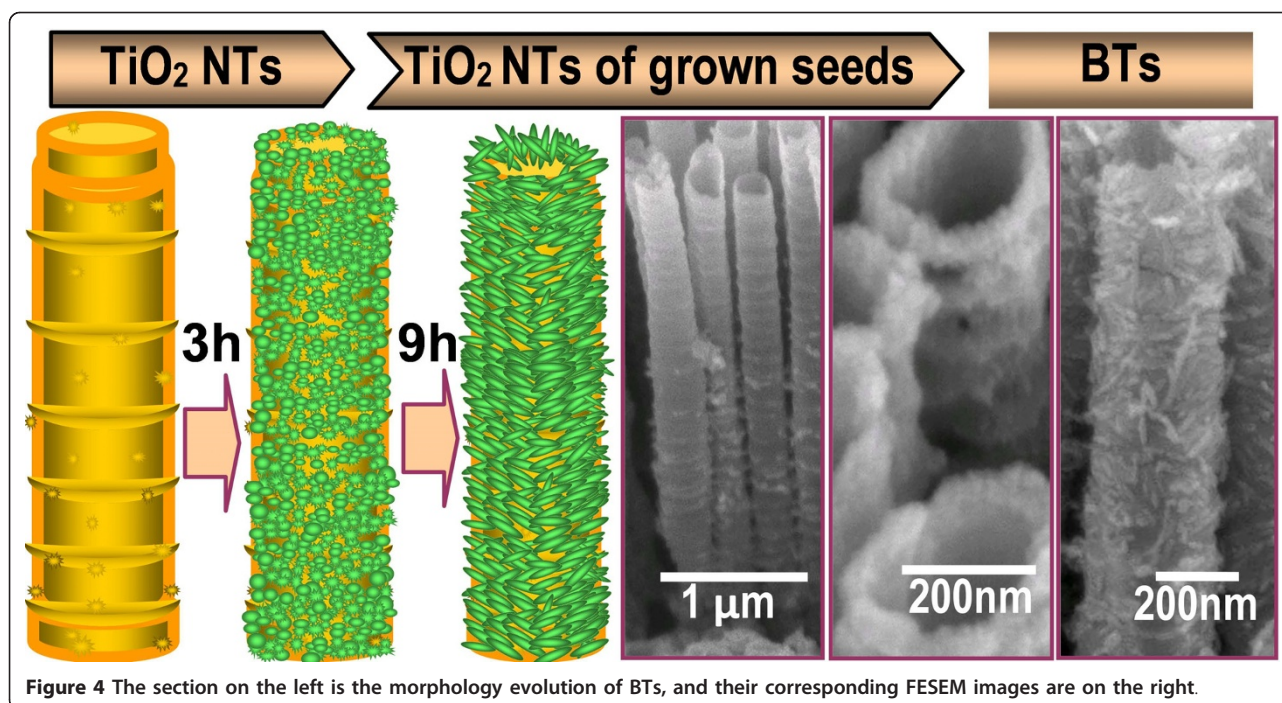 TiO₂ NTs
TiO₂ NTs of grown seeds
BTs
3h
9h
1 µm
200nm
200nm
Figure 4 The section on the left is the morphology evolution of BTs, and their corresponding FESEM images are on the right.